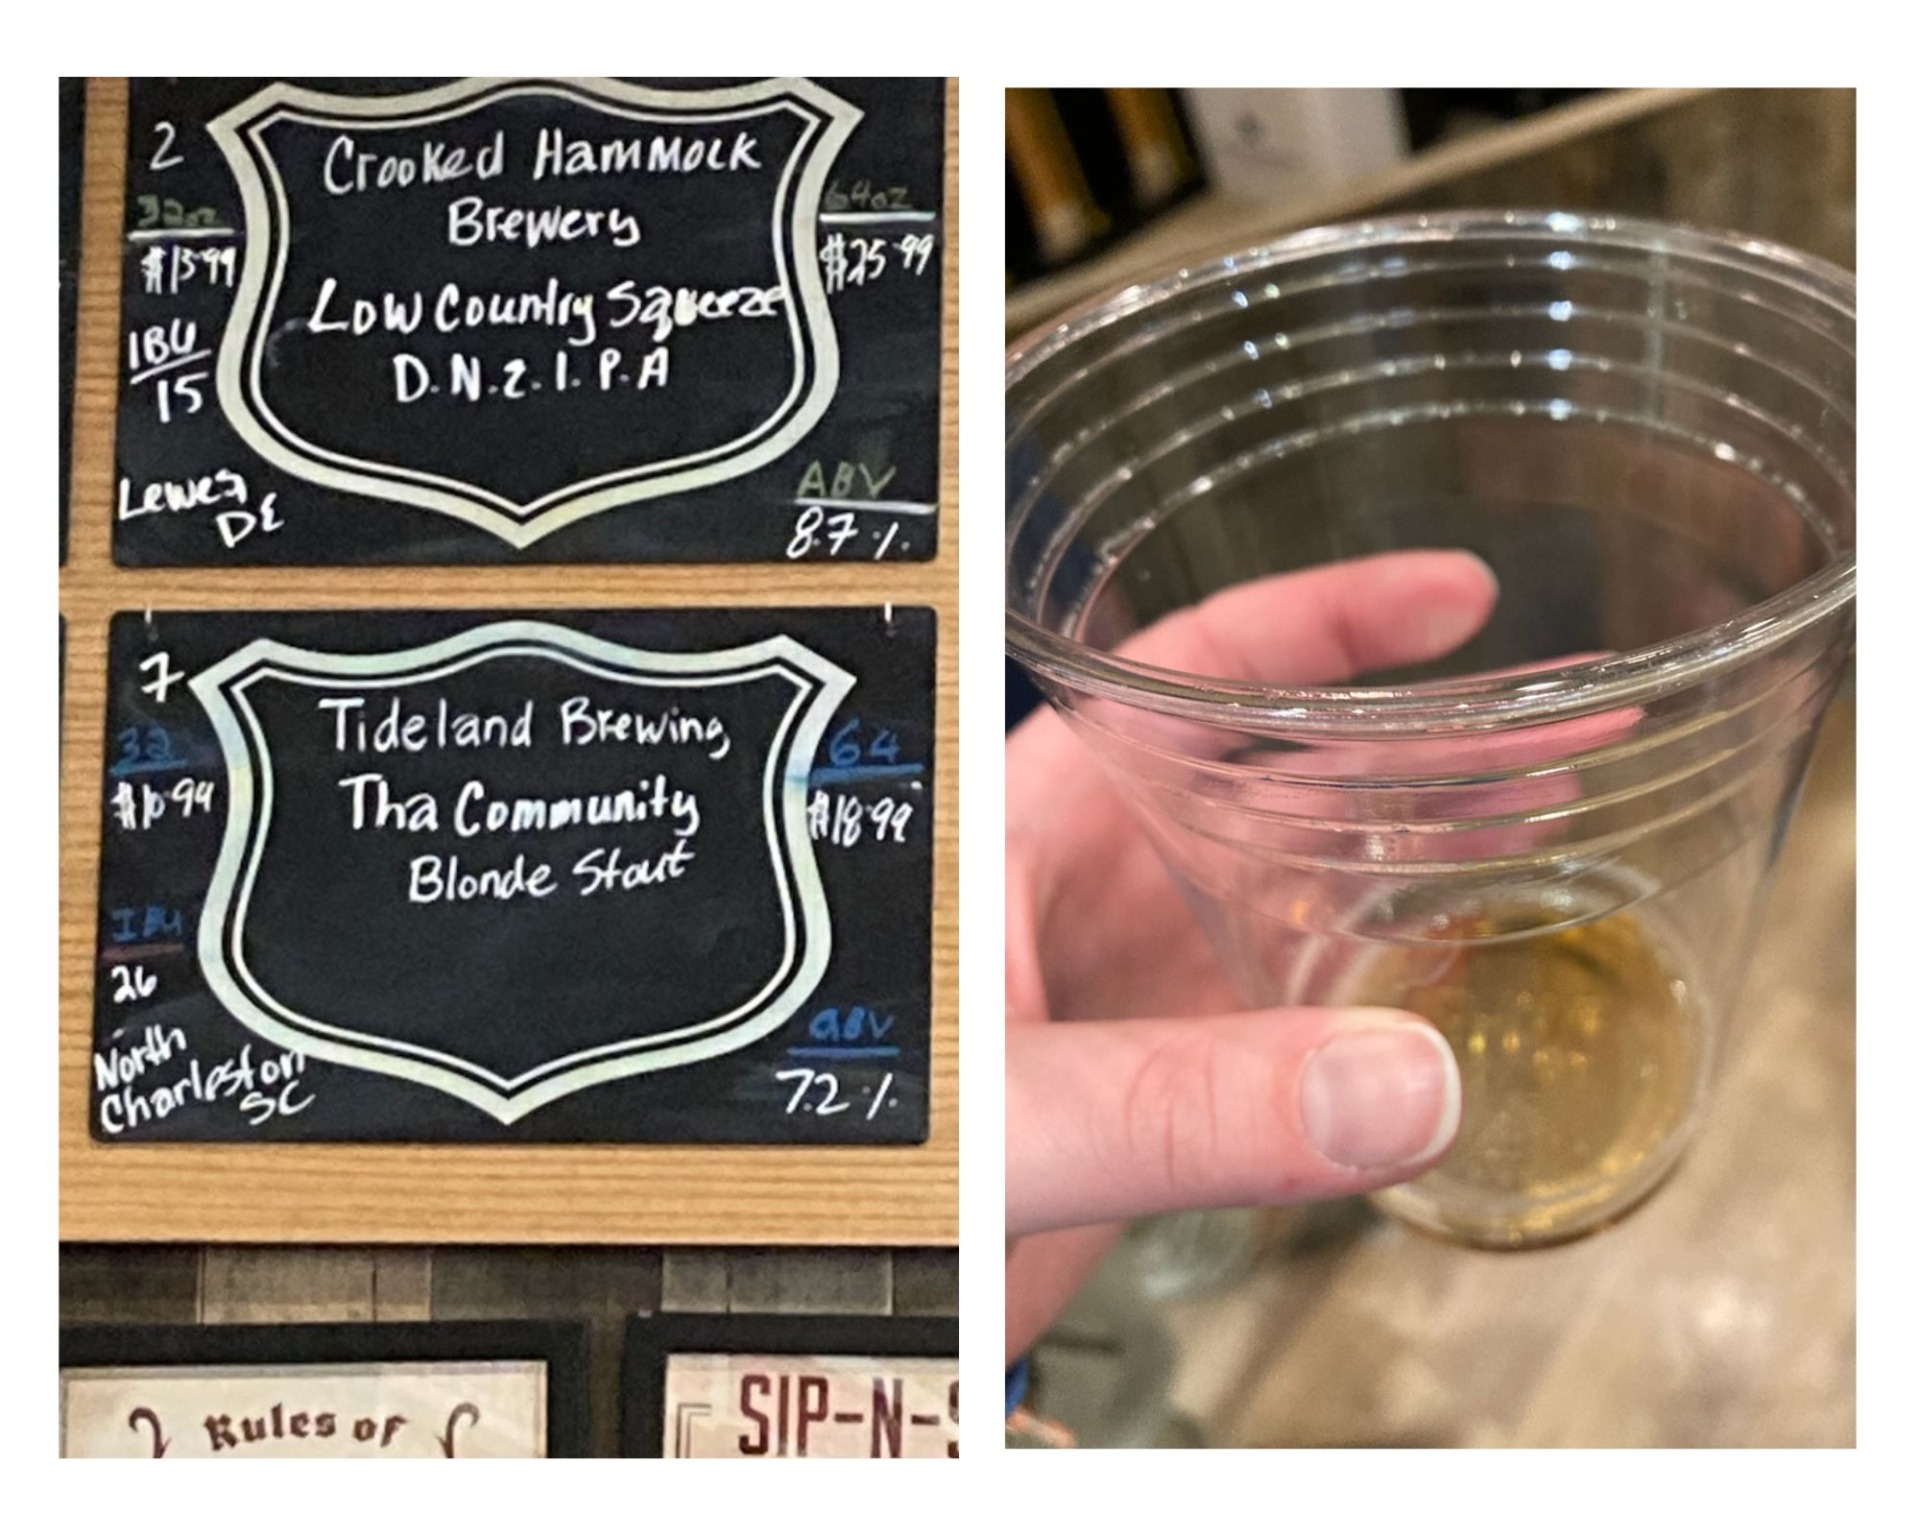 2
32oz
$13.99
IBU
15
Lewes
DE
Crooked Hammock
Brewery
Low Country Squeeze
D.N.2.I.P.A
64oz
$25.99
ABV
8.7%
7
32
$10.94
IBU
26
North
Charleston
SC
Tideland Brewing
Tha Community
Blonde Stout
64
$18.99
ABV
7.2%
Rules of
SIP-N-